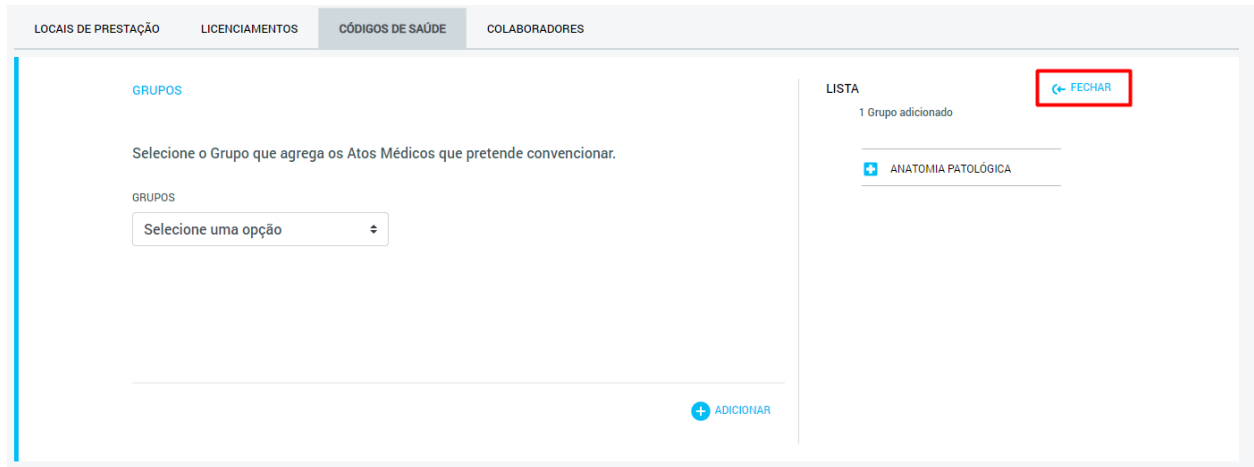 LOCAIS DE PRESTAÇÃO
LICENCIAMENTOS
CÓDIGOS DE SAÚDE
COLABORADORES
GRUPOS
Selecione o Grupo que agrega os Atos Médicos que pretende convencionar.
GRUPOS
Selecione uma opção
ADICIONAR
LISTA
FECHAR
1 Grupo adicionado
ANATOMIA PATOLÓGICA